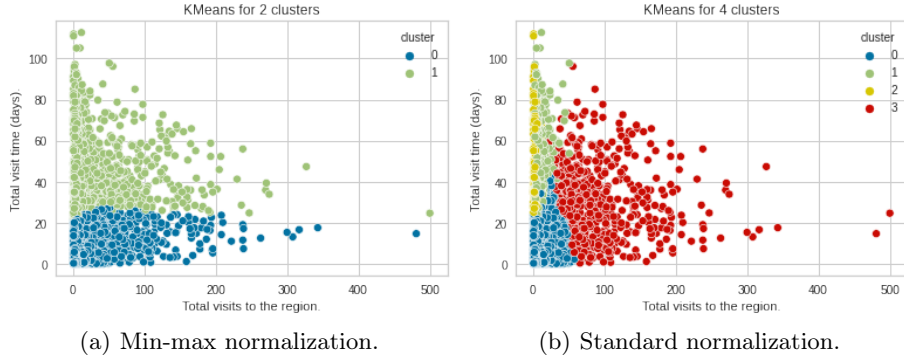 KMeans for 2 clusters
cluster
0
1
Total visit time (days)
100
80
60
40
20
0
0 100 200 300 400 500
Total visits to the region.
(a) Min-max normalization.
KMeans for 4 clusters
cluster
0
1
2
3
Total visit time (days).
100
80
60
40
20
0
0 100 200 300 400 500
Total visits to the region.
(b) Standard normalization.